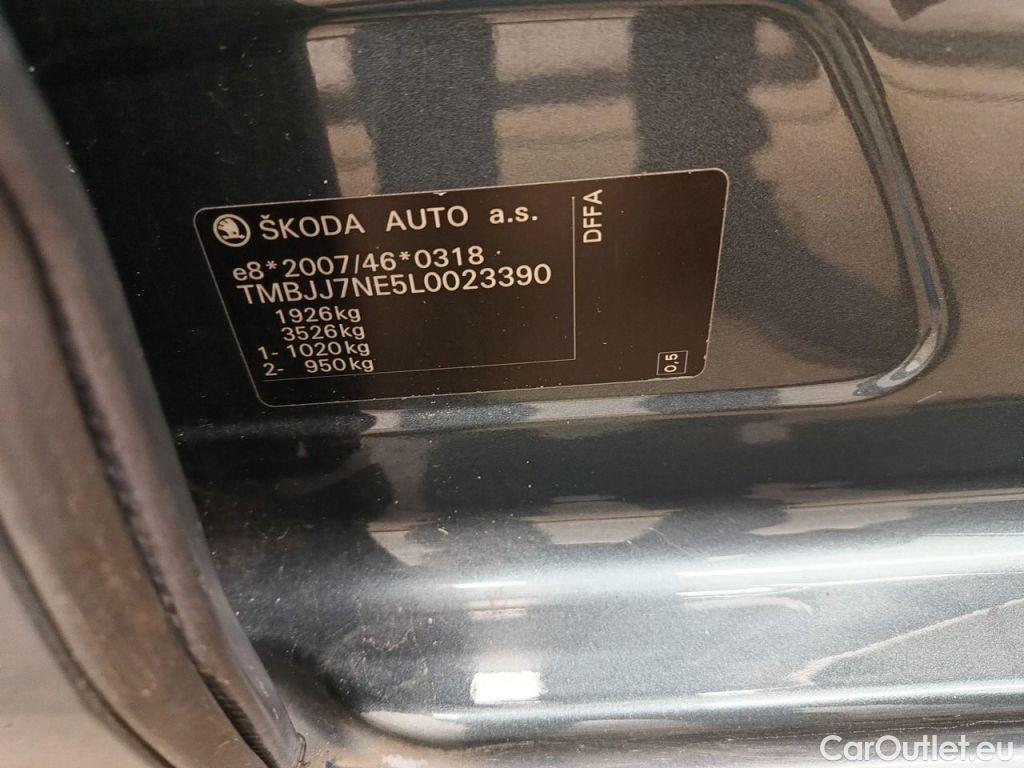 ŠKODA AUTO a.s.
e8*2007/46*0318
TMBJJ7NE5L0023390
1926kg
3526kg
1- 1020kg
2- 950kg
DFFA
0,5
CarOutlet.eu